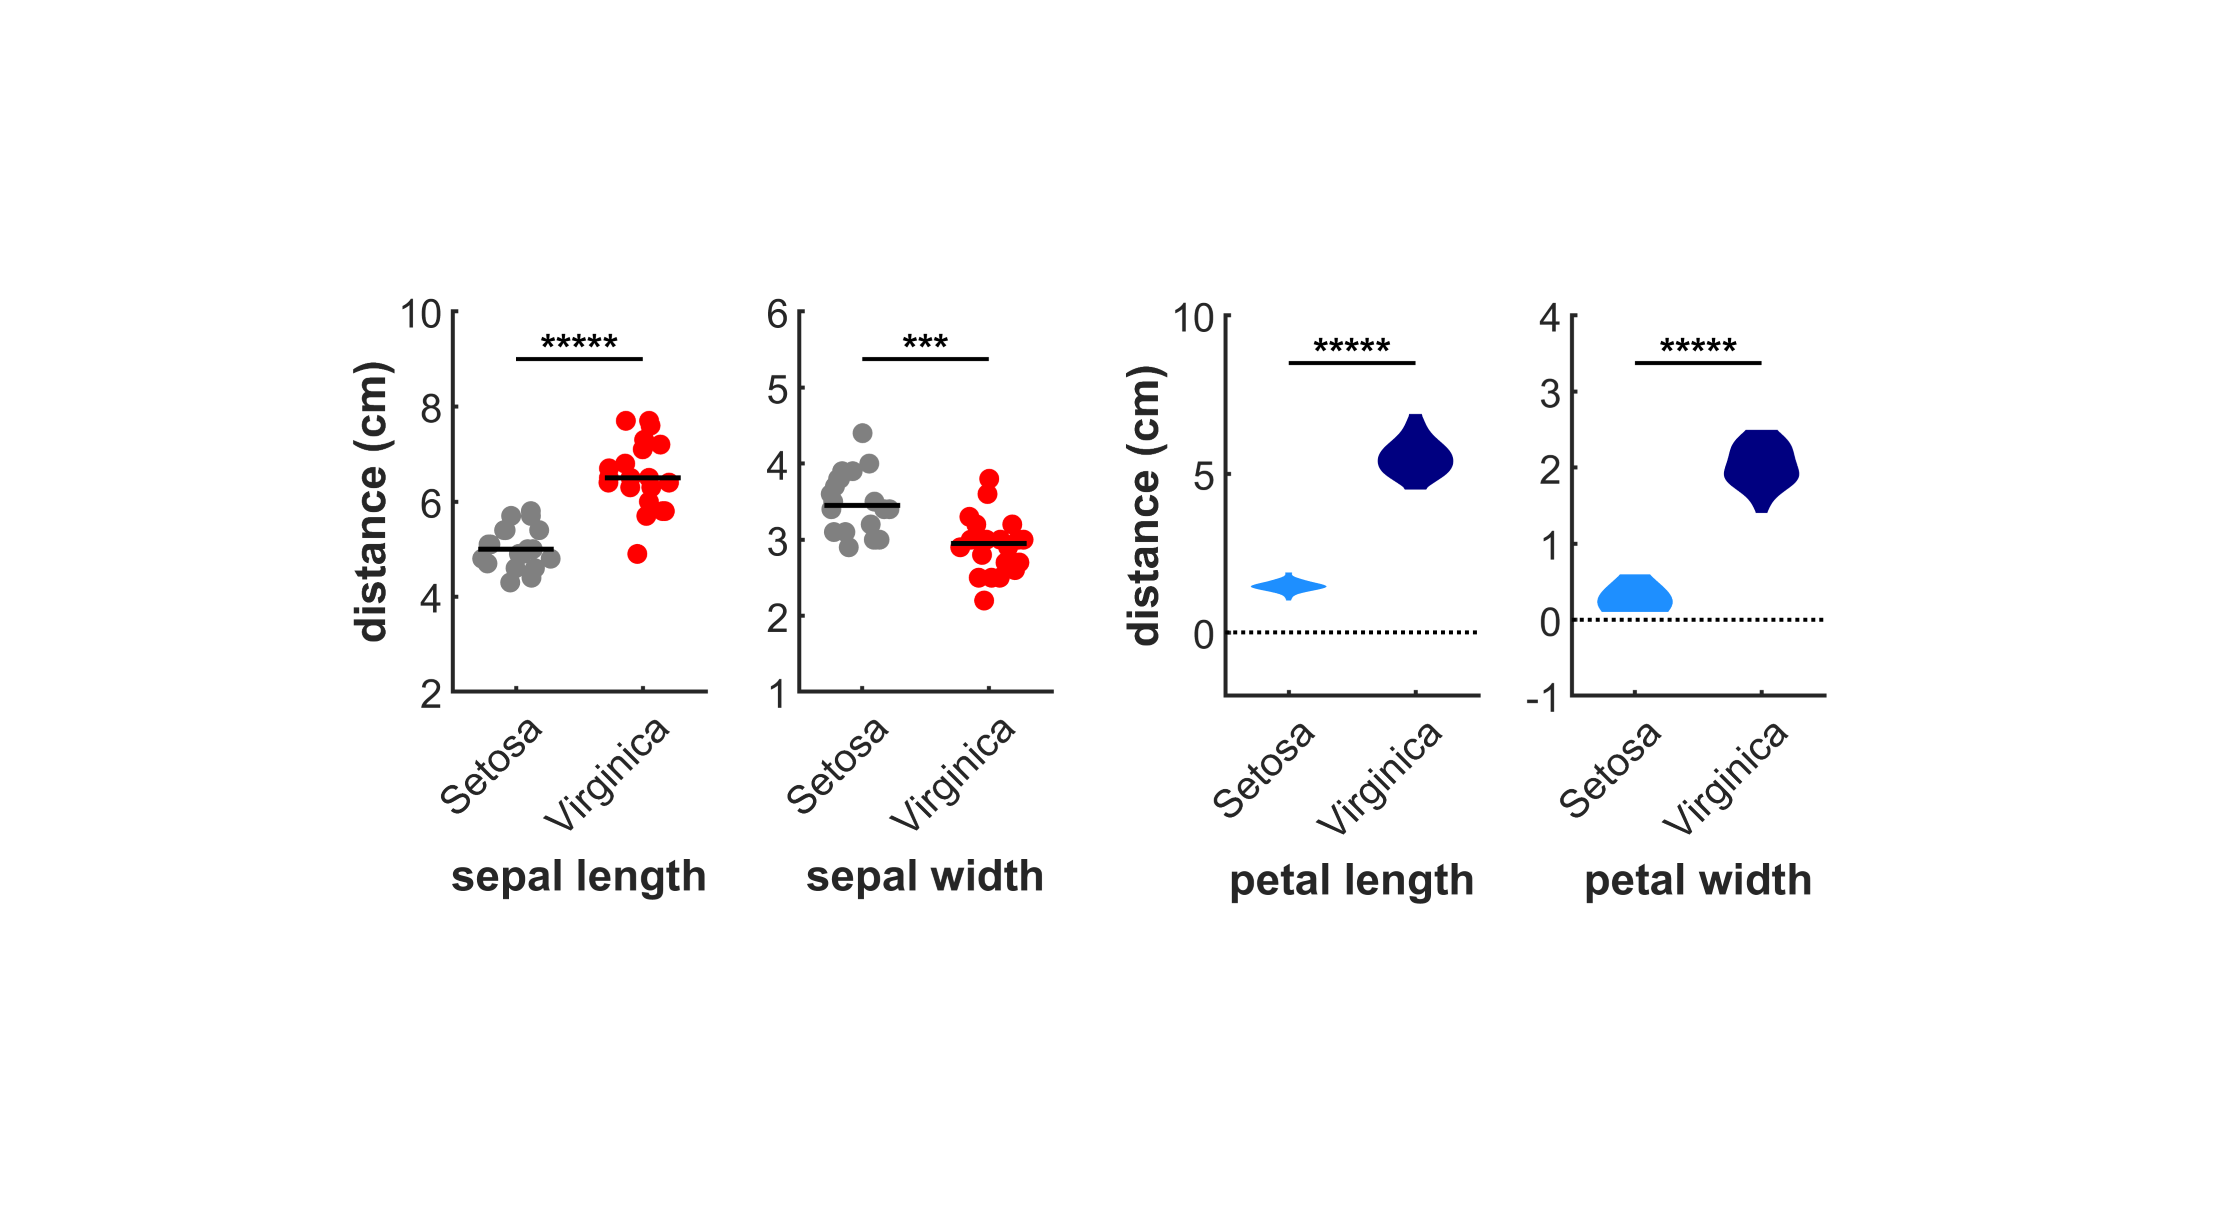 distance (cm)
10
8
6
4
2
*****
Setosa
Virginica
sepal length
6
5
4
3
2
1
***
Setosa
Virginica
sepal width
distance (cm)
10
5
0
*****
Setosa
Virginica
petal length
4
3
2
1
0
-1
*****
Setosa
Virginica
petal width